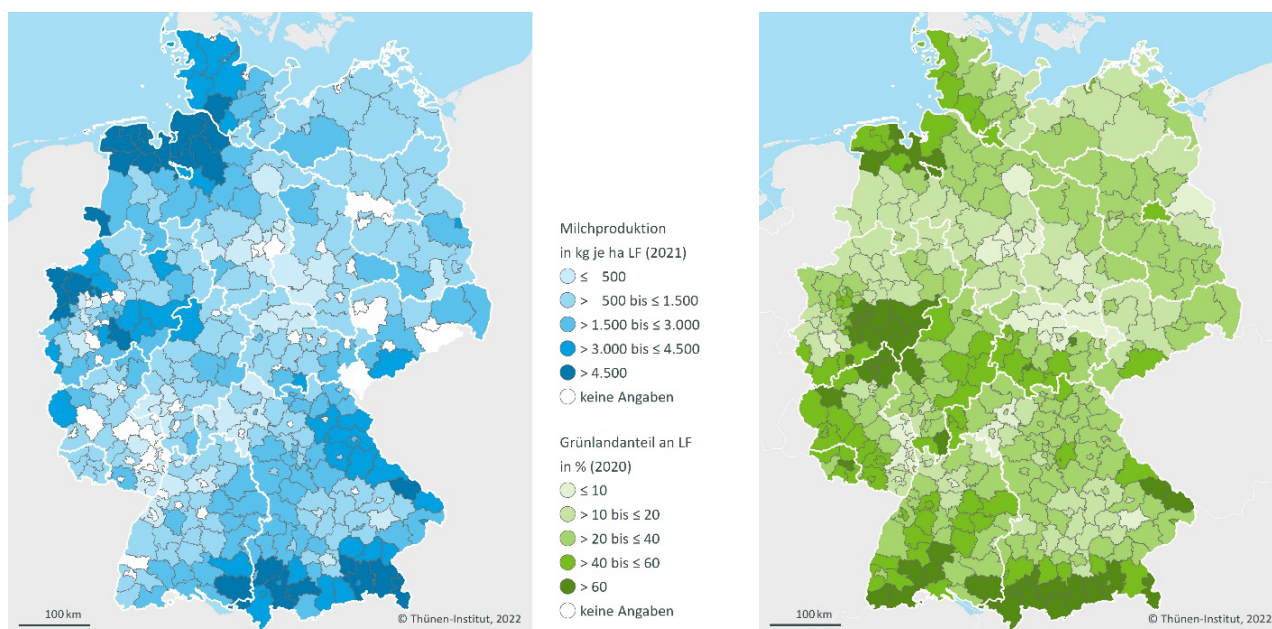 Milchproduktion
in kg je ha LF (2021)
≤ 500
> 500 bis ≤ 1.500
> 1.500 bis ≤ 3.000
> 3.000 bis ≤ 4.500
> 4.500
keine Angaben
Grünlandanteil an LF
in % (2020)
≤ 10
> 10 bis ≤ 20
> 20 bis ≤ 40
> 40 bis ≤ 60
> 60
keine Angaben
100 km
© Thünen-Institut, 2022
100 km
© Thünen-Institut, 2022